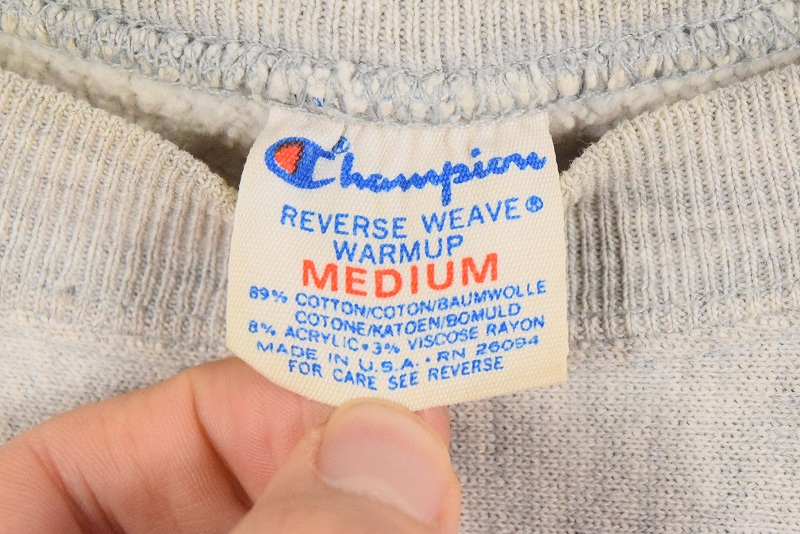 Champion
REVERSE WEAVE®
WARMUP
MEDIUM
89% COTTON/COTON/BAUMWOLLE
COTONE/KATOEN/BOMULD
8% ACRYLIC•3% VISCOSE RAYON
MADE IN U.S.A. • RN 26094
FOR CARE SEE REVERSE